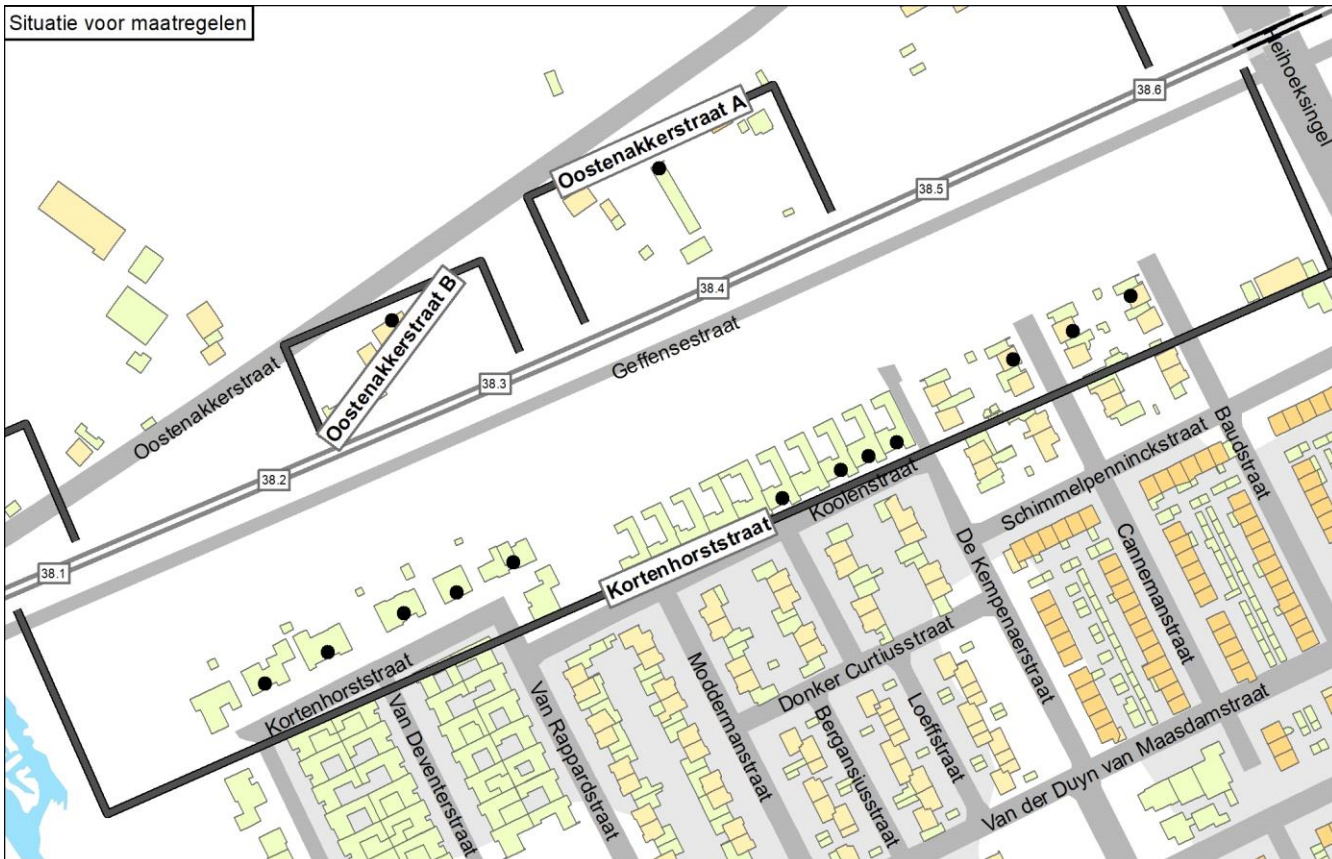 Situatie voor maatregelen
Heihoeksingel
38.6
Oostenakkerstraat A
38.5
38.4
Oostenakkerstraat B
Geffensestraat
38.3
Oostenakkerstraat
38.2
38.1
Baudstraat
Schimmelpenninckstraat
Koolenstraat
Kortenhorststraat
De Kempenaerstraat
Cannemanstraat
Kortenhorststraat
Van Deventerstraat
Van Rappardstraat
Moddermanstraat
Donker Curtiusstraat
Bergansiusstraat
Loeffstraat
Van der Duyn van Maasdamstraat